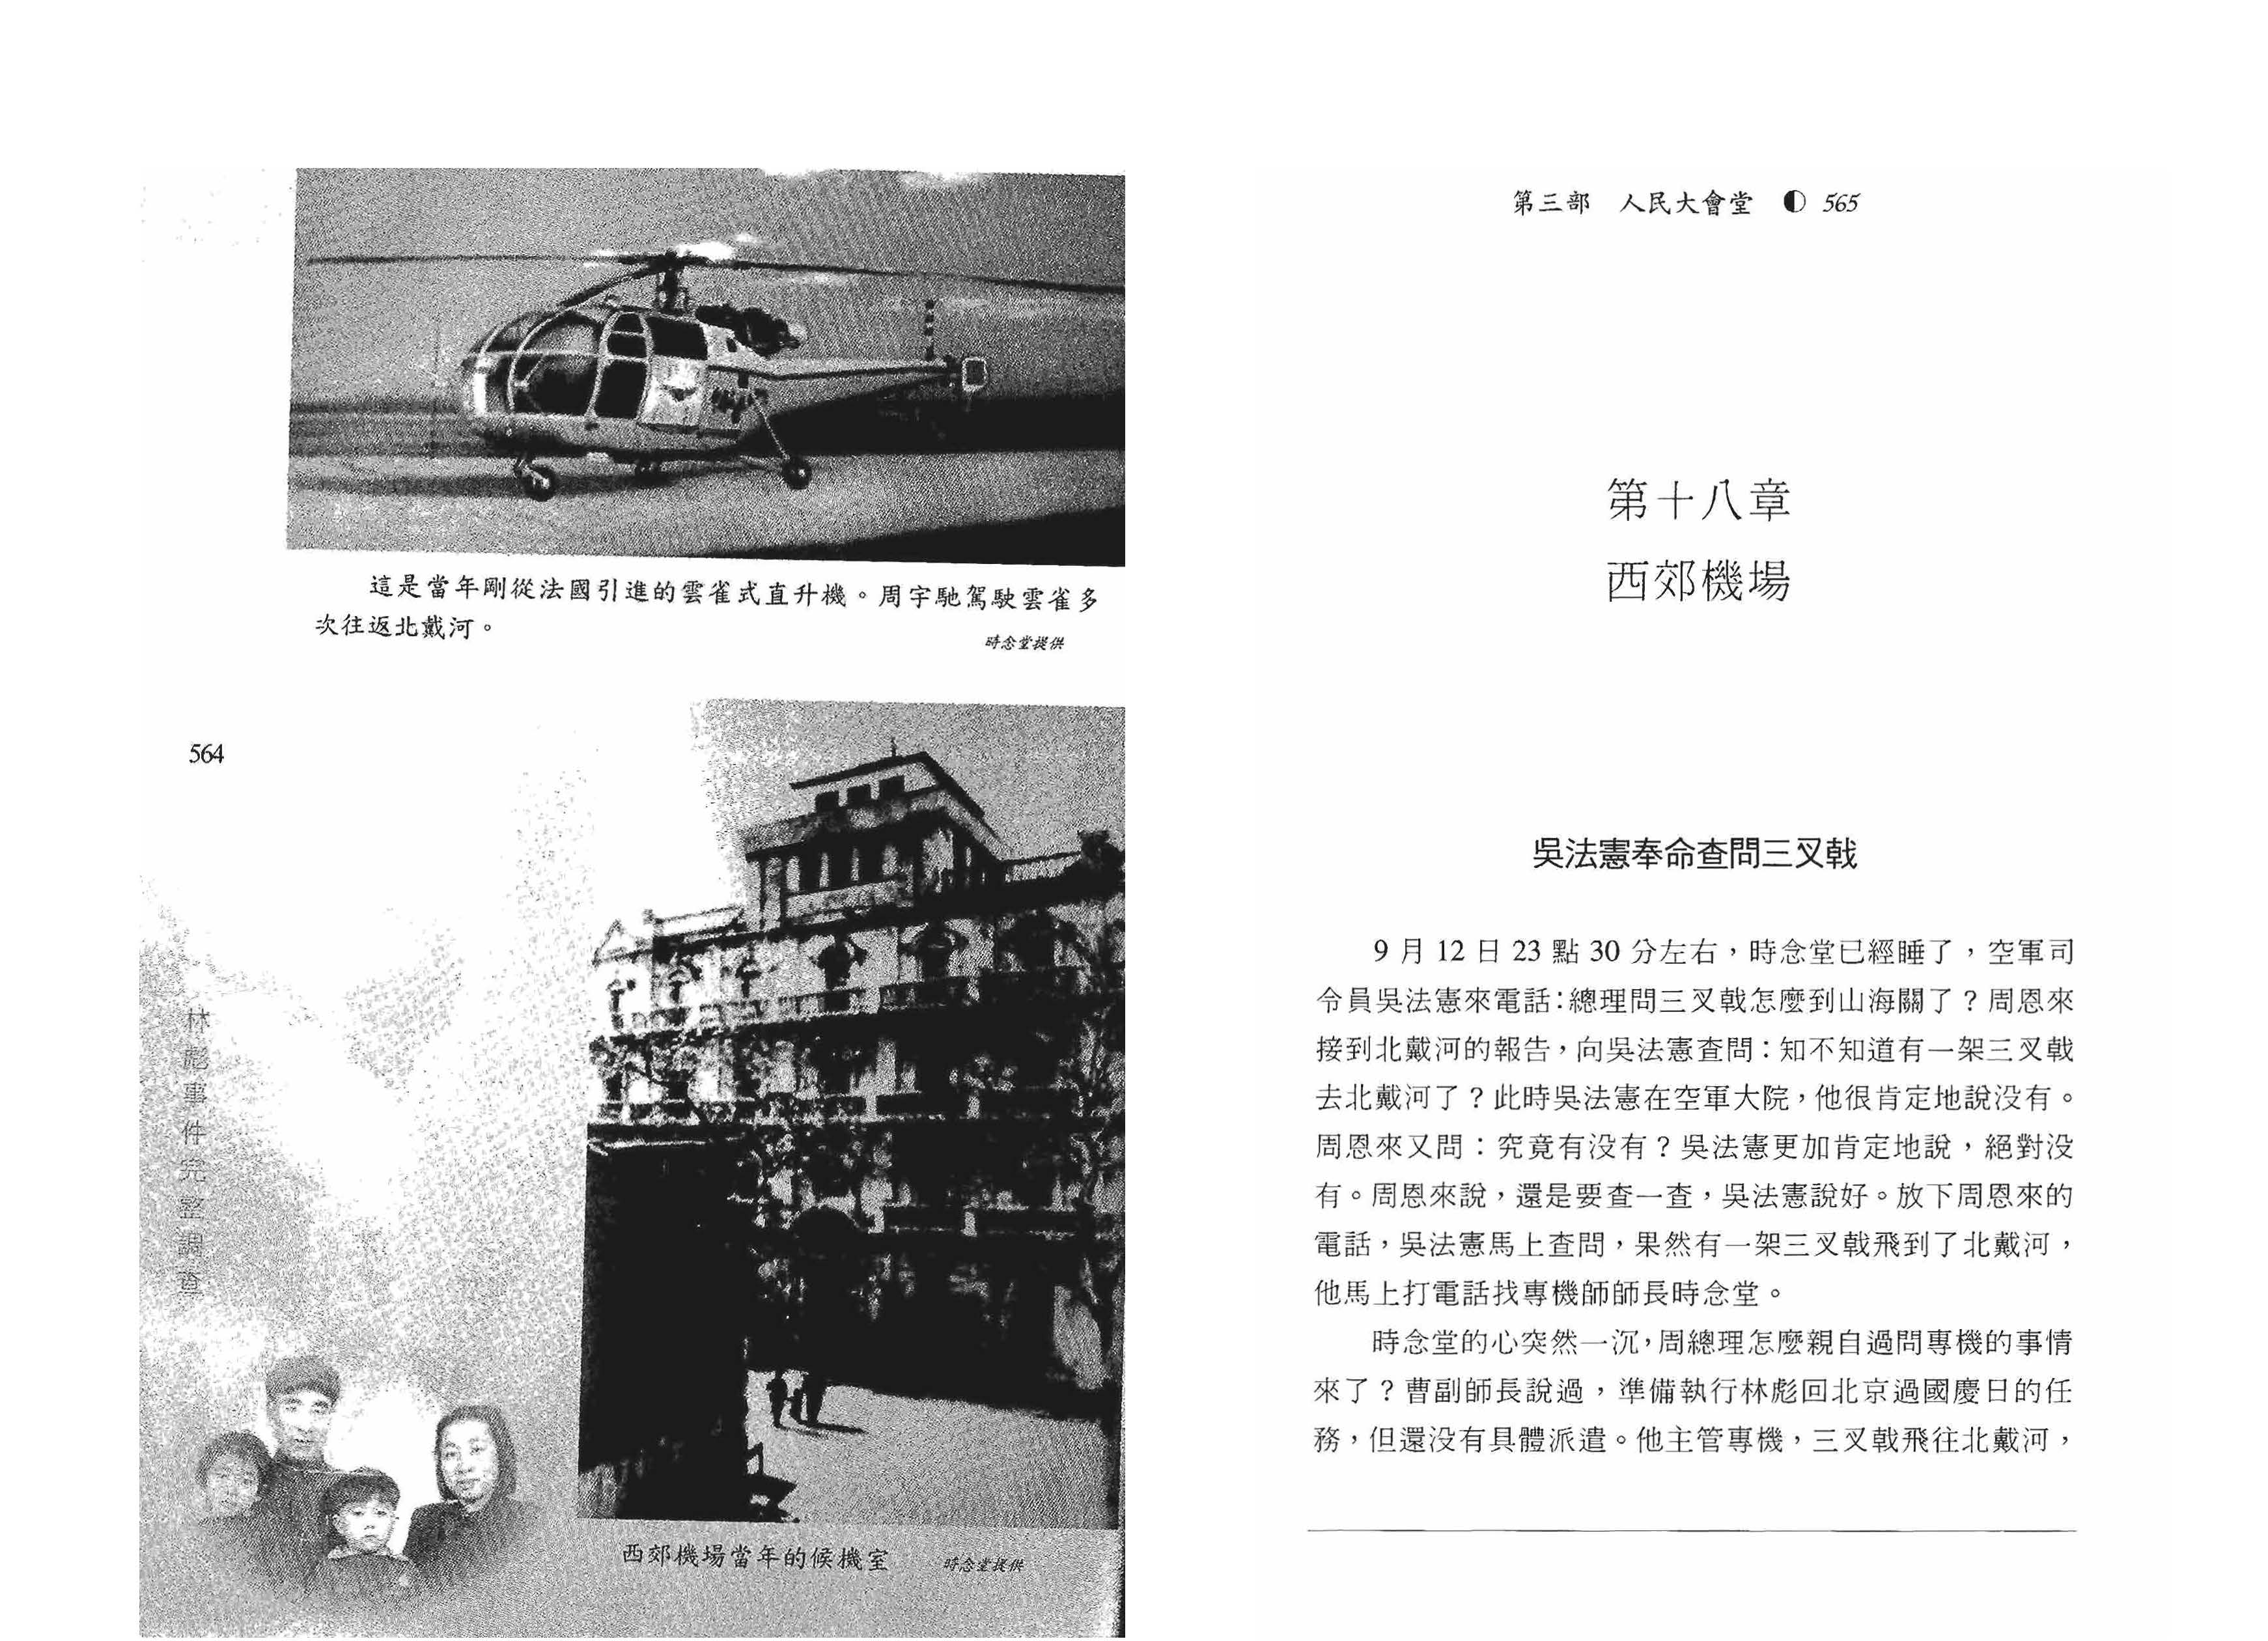 這是當年剛從法國引進的雲雀式直升機。周宇馳駕駛雲雀多
次往返北戴河。
時念堂提供
564
林彪事件完整調查
西郊機場當年的候機室
時念堂提供
第三部 人民大會堂 ◐ 565
第十八章
西郊機場
吳法憲奉命查問三叉戟
9 月 12 日 23 點 30 分左右，時念堂已經睡了，空軍司
令員吳法憲來電話：總理問三叉戟怎麼到山海關了？周恩來
接到北戴河的報告，向吳法憲查問：知不知道有一架三叉戟
去北戴河了？此時吳法憲在空軍大院，他很肯定地說没有。
周恩來又問：究竟有没有？吳法憲更加肯定地說，絕對没
有。周恩來說，還是要查一查，吳法憲說好。放下周恩來的
電話，吳法憲馬上查問，果然有一架三叉戟飛到了北戴河，
他馬上打電話找專機師師長時念堂。
時念堂的心突然一沉，周總理怎麼親自過問專機的事情
來了？曹副師長說過，準備執行林彪回北京過國慶日的任
務，但還没有具體派遣。他主管專機，三叉戟飛往北戴河，